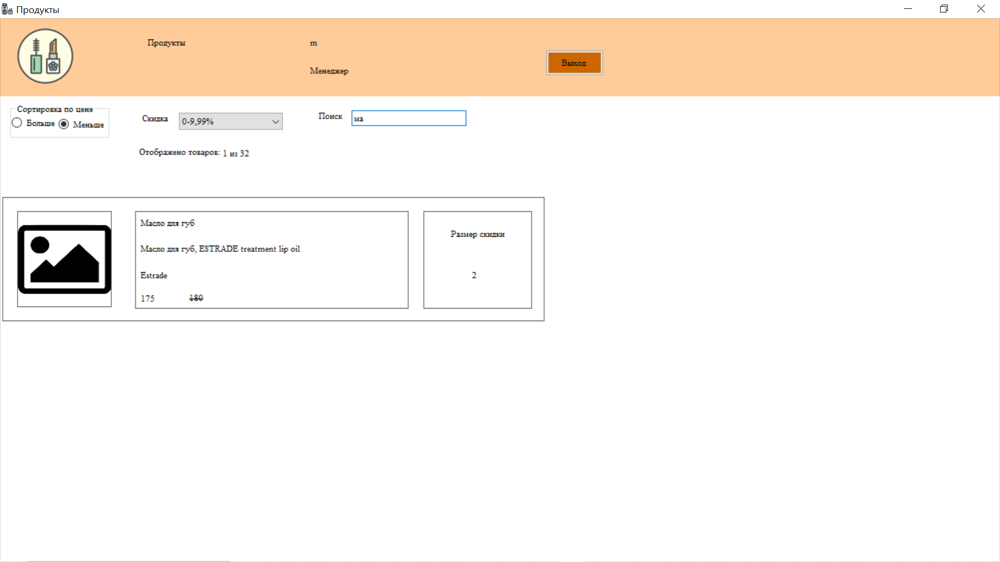 Продукты
Продукты
m
Менеджер
Выход
Сортировка по цене
Больше
Меньше
Скидка
0-9,99%
Поиск
ма
Отображено товаров: 1 из 32
Масло для губ
Масло для губ, ESTRADE treatment lip oil
Estrade
175
180
Размер скидки
2